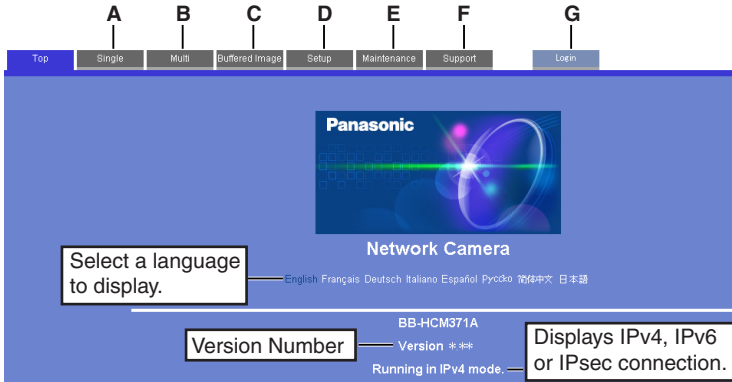 A B C D E F G
Top Single Multi Buffered Image Setup Maintenance Support Login
Panasonic
Network Camera
Select a language
to display.
English Français Deutsch Italiano Español Русско 简体中文 日本語
BB-HCM371A
Version Number
Version *.**
Displays IPv4, IPv6
or IPsec connection.
Running in IPv4 mode.